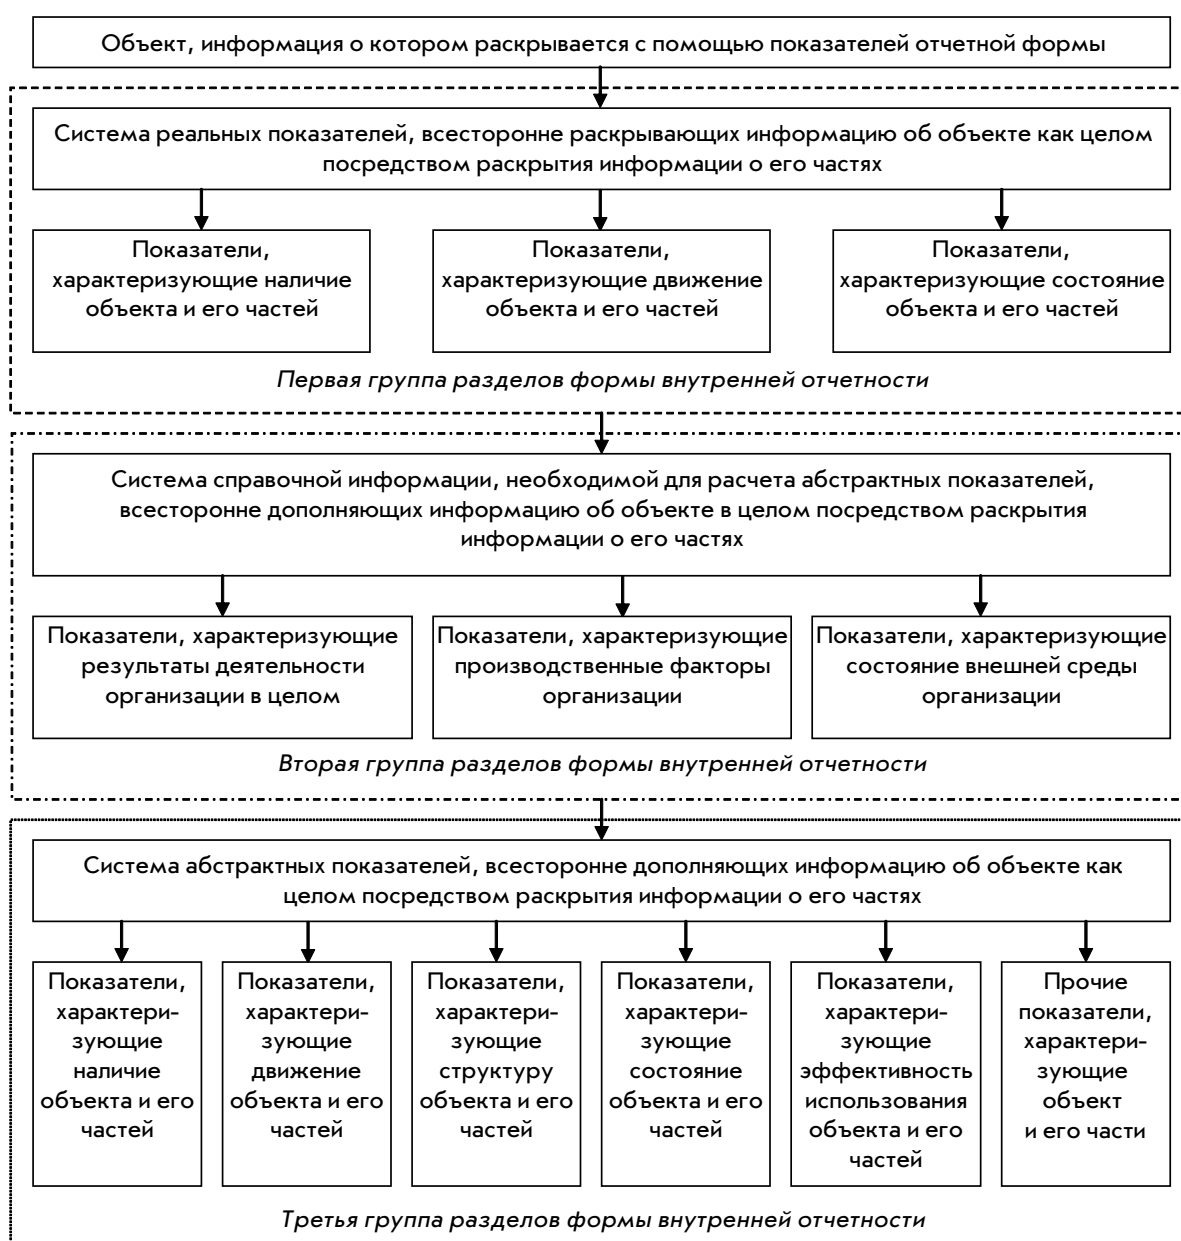 Объект, информация о котором раскрывается с помощью показателей отчетной формы
Система реальных показателей, всесторонне раскрывающих информацию об объекте как целом
посредством раскрытия информации о его частях
Показатели,
характеризующие наличие
объекта и его частей
Показатели,
характеризующие движение
объекта и его частей
Показатели,
характеризующие состояние
объекта и его частей
Первая группа разделов формы внутренней отчетности
Система справочной информации, необходимой для расчета абстрактных показателей,
всесторонне дополняющих информацию об объекте в целом посредством раскрытия
информации о его частях
Показатели, характеризующие
результаты деятельности
организации в целом
Показатели, характеризующие
производственные факторы
организации
Показатели, характеризующие
состояние внешней среды
организации
Вторая группа разделов формы внутренней отчетности
Система абстрактных показателей, всесторонне дополняющих информацию об объекте как
целом посредством раскрытия информации о его частях
Показатели,
характери-
зующие
наличие
объекта и его
частей
Показатели,
характери-
зующие
движение
объекта и его
частей
Показатели,
характери-
зующие
структуру
объекта и его
частей
Показатели,
характери-
зующие
состояние
объекта и его
частей
Показатели,
характери-
зующие
эффективность
использования
объекта и его
частей
Прочие
показатели,
характери-
зующие
объект
и его части
Третья группа разделов формы внутренней отчетности